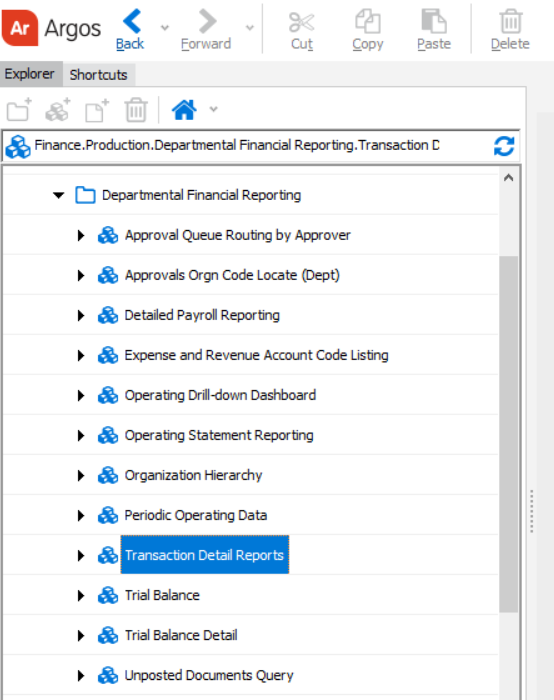 Ar Argos
Back Forward Cut Copy Paste Delete
Explorer Shortcuts
Finance.Production.Departmental Financial Reporting.Transaction D
Departmental Financial Reporting
Approval Queue Routing by Approver
Approvals Orgn Code Locate (Dept)
Detailed Payroll Reporting
Expense and Revenue Account Code Listing
Operating Drill-down Dashboard
Operating Statement Reporting
Organization Hierarchy
Periodic Operating Data
Transaction Detail Reports
Trial Balance
Trial Balance Detail
Unposted Documents Query